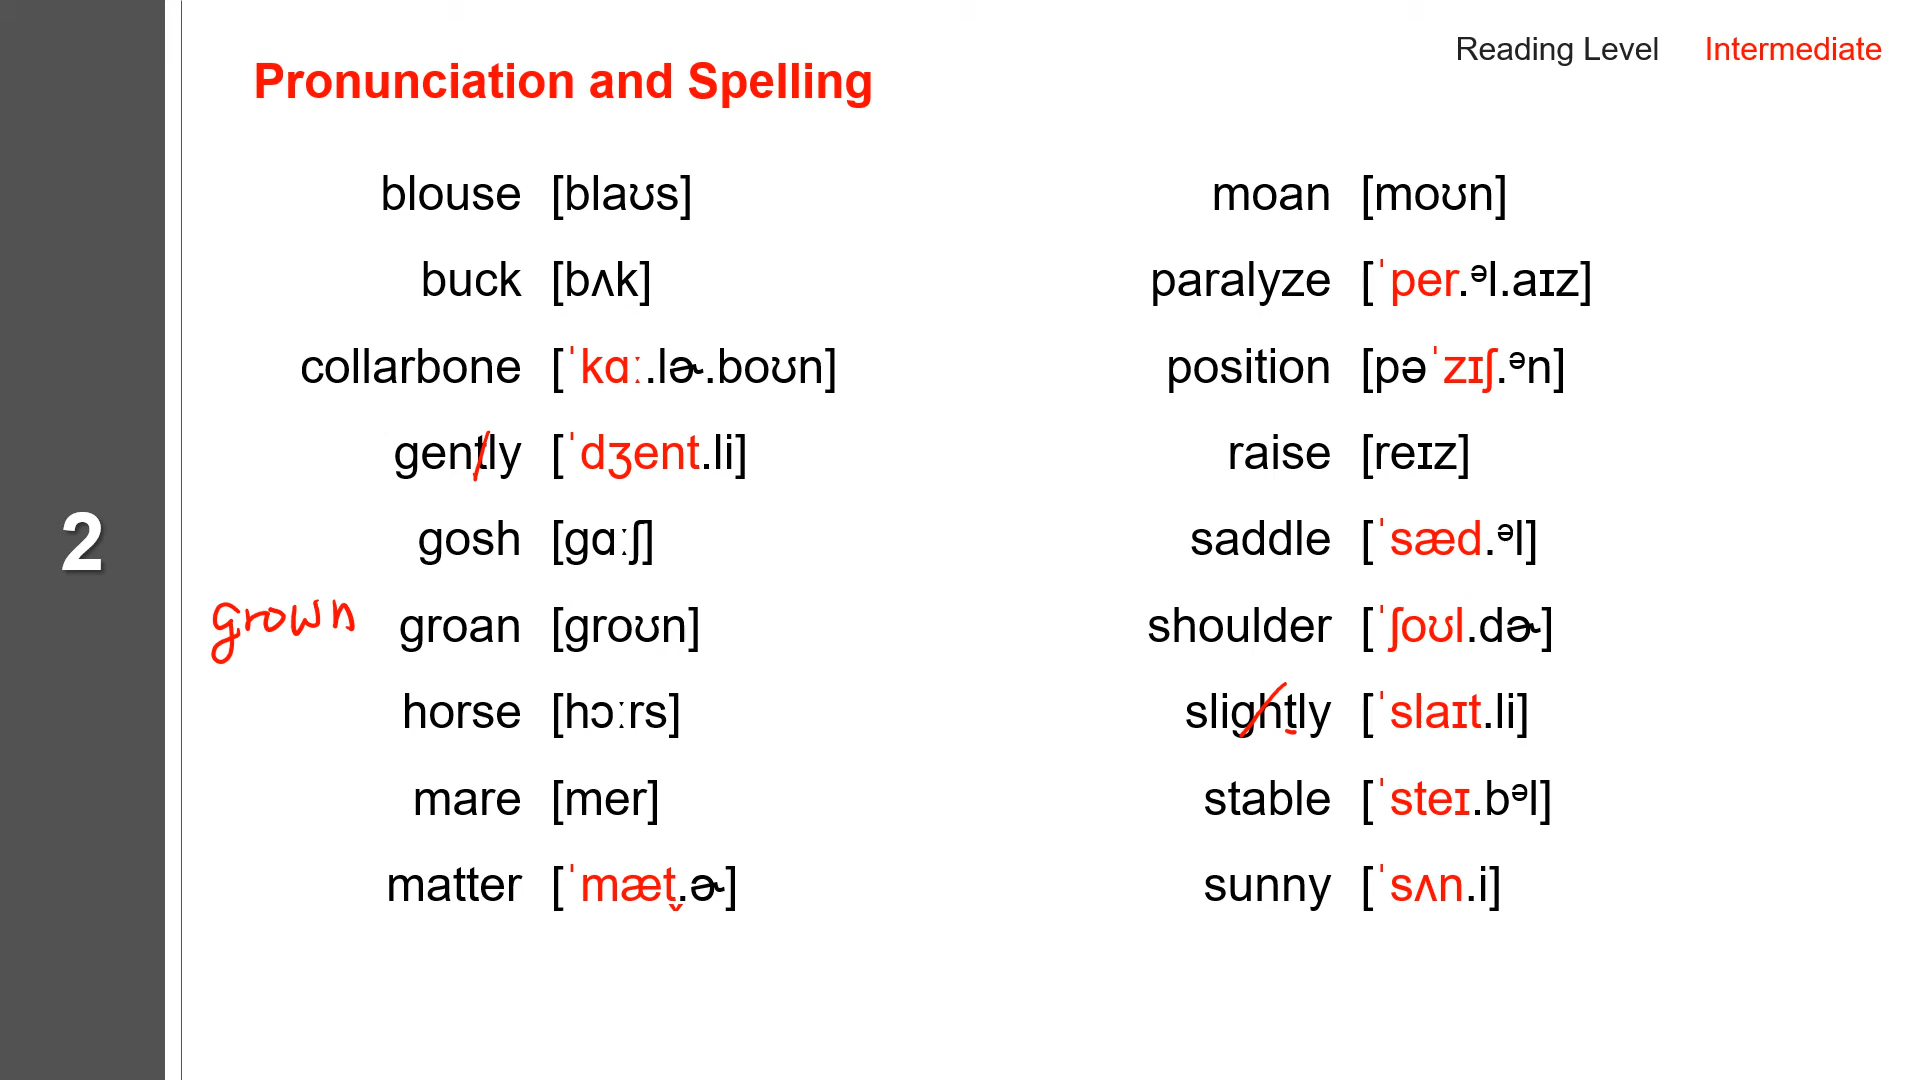 Reading Level Intermediate
Pronunciation and Spelling
blouse [blaʊs]
buck [bʌk]
collarbone [ˈkɑː.lɚ.boʊn]
gently [ˈdʒent.li]
gosh [gɑːʃ]
grown groan [groʊn]
horse [hɔːrs]
mare [mer]
matter [ˈmæt̬.ɚ]
moan [moʊn]
paralyze [ˈper.ᵊl.aɪz]
position [pəˈzɪʃ.ᵊn]
raise [reɪz]
saddle [ˈsæd.ᵊl]
shoulder [ˈʃoʊl.dɚ]
slightly [ˈslaɪt.li]
stable [ˈsteɪ.bᵊl]
sunny [ˈsʌn.i]
2